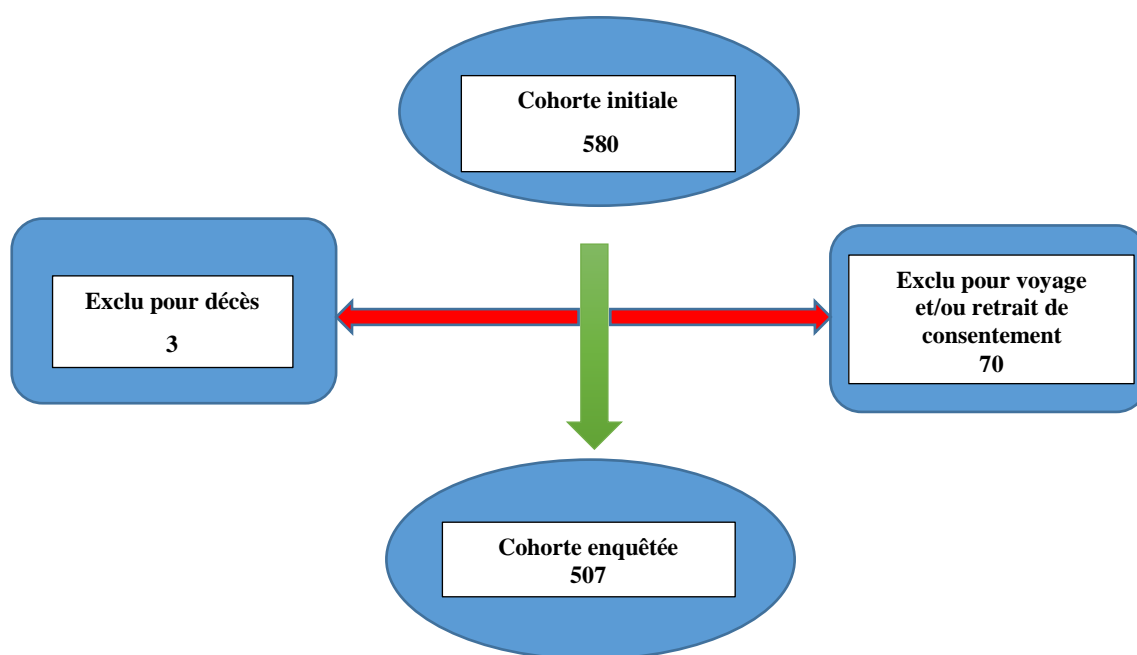 Cohorte initiale
580
Exclu pour décès
3
Exclu pour voyage
et/ou retrait de
consentement
70
Cohorte enquêtée
507